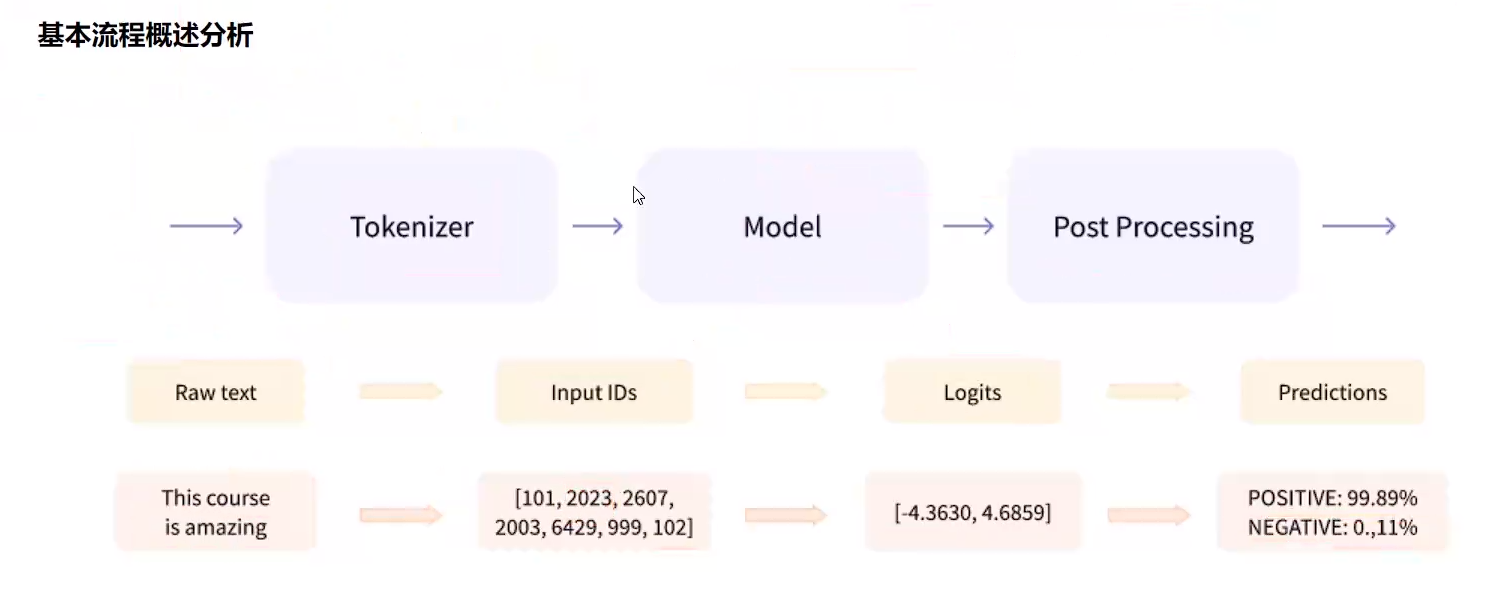 基本流程概述分析
Tokenizer
Model
Post Processing
Raw text
Input IDs
Logits
Predictions
This course
is amazing
[101, 2023, 2607,
2003, 6429, 999, 102]
[-4.3630, 4.6859]
POSITIVE: 99.89%
NEGATIVE: 0.,11%